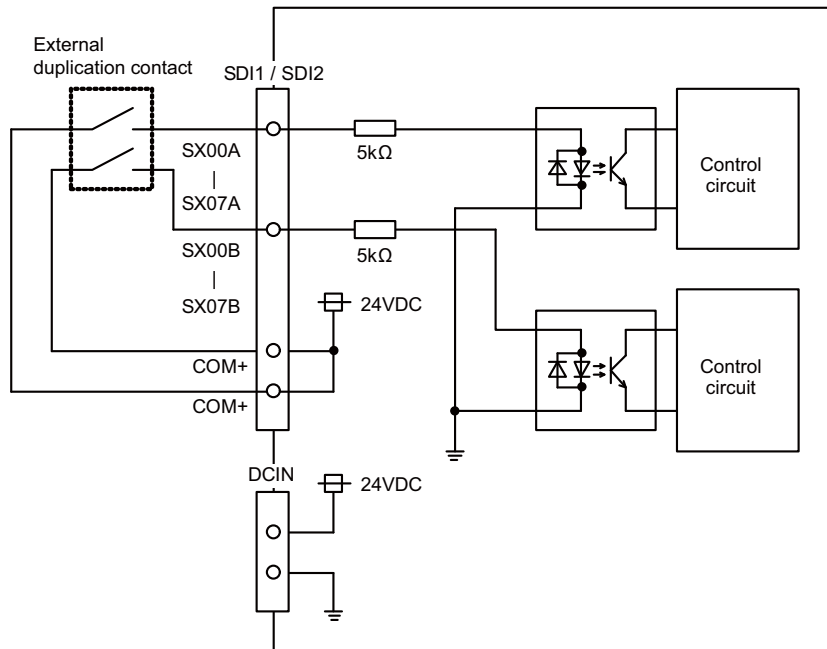 External
duplication contact
SDI1 / SDI2
SX00A
|
SX07A
5kΩ
Control
circuit
SX00B
|
SX07B
5kΩ
24VDC
COM+
COM+
Control
circuit
DCIN
24VDC